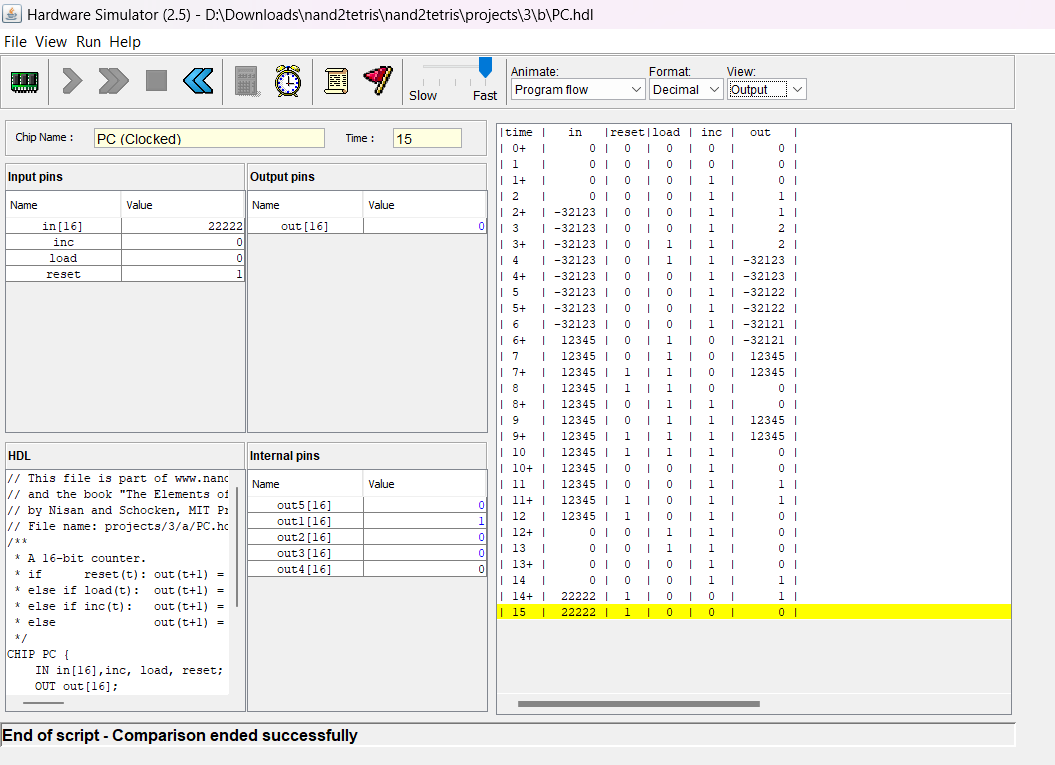 Hardware Simulator (2.5) - D:\Downloads\nand2tetris\nand2tetris\projects\3\b\PC.hdl
File View Run Help
Slow Fast
Animate: Format: View:
Program flow Decimal Output
Chip Name : PC (Clocked) Time : 15
Input pins
Name Value
in[16] 22222
inc 0
load 0
reset 1
Output pins
Name Value
out[16] 0
HDL
// This file is part of www.nand
// and the book "The Elements of
// by Nisan and Schocken, MIT Pr
// File name: projects/3/a/PC.hd
/**
* A 16-bit counter.
* if reset(t): out(t+1) =
* else if load(t): out(t+1) =
* else if inc(t): out(t+1) =
* else out(t+1) =
*/
CHIP PC {
IN in[16],inc, load, reset;
OUT out[16];
Internal pins
Name Value
out5[16] 0
out1[16] 1
out2[16] 0
out3[16] 0
out4[16] 0
|time | in |reset|load | inc | out |
| 0+ | 0 | 0 | 0 | 0 | 0 |
| 1 | 0 | 0 | 0 | 0 | 0 |
| 1+ | 0 | 0 | 0 | 1 | 0 |
| 2 | 0 | 0 | 0 | 1 | 1 |
| 2+ | -32123 | 0 | 0 | 1 | 1 |
| 3 | -32123 | 0 | 0 | 1 | 2 |
| 3+ | -32123 | 0 | 1 | 1 | 2 |
| 4 | -32123 | 0 | 1 | 1 | -32123 |
| 4+ | -32123 | 0 | 0 | 1 | -32123 |
| 5 | -32123 | 0 | 0 | 1 | -32122 |
| 5+ | -32123 | 0 | 0 | 1 | -32122 |
| 6 | -32123 | 0 | 0 | 1 | -32121 |
| 6+ | 12345 | 0 | 1 | 0 | -32121 |
| 7 | 12345 | 0 | 1 | 0 | 12345 |
| 7+ | 12345 | 1 | 1 | 0 | 12345 |
| 8 | 12345 | 1 | 1 | 0 | 0 |
| 8+ | 12345 | 0 | 1 | 1 | 0 |
| 9 | 12345 | 0 | 1 | 1 | 12345 |
| 9+ | 12345 | 1 | 1 | 1 | 12345 |
| 10 | 12345 | 1 | 1 | 1 | 0 |
| 10+ | 12345 | 0 | 0 | 1 | 0 |
| 11 | 12345 | 0 | 0 | 1 | 1 |
| 11+ | 12345 | 1 | 0 | 1 | 1 |
| 12 | 12345 | 1 | 0 | 1 | 0 |
| 12+ | 0 | 0 | 1 | 1 | 0 |
| 13 | 0 | 0 | 1 | 1 | 0 |
| 13+ | 0 | 0 | 0 | 1 | 0 |
| 14 | 0 | 0 | 0 | 1 | 1 |
| 14+ | 22222 | 1 | 0 | 0 | 1 |
| 15 | 22222 | 1 | 0 | 0 | 0 |
End of script - Comparison ended successfully